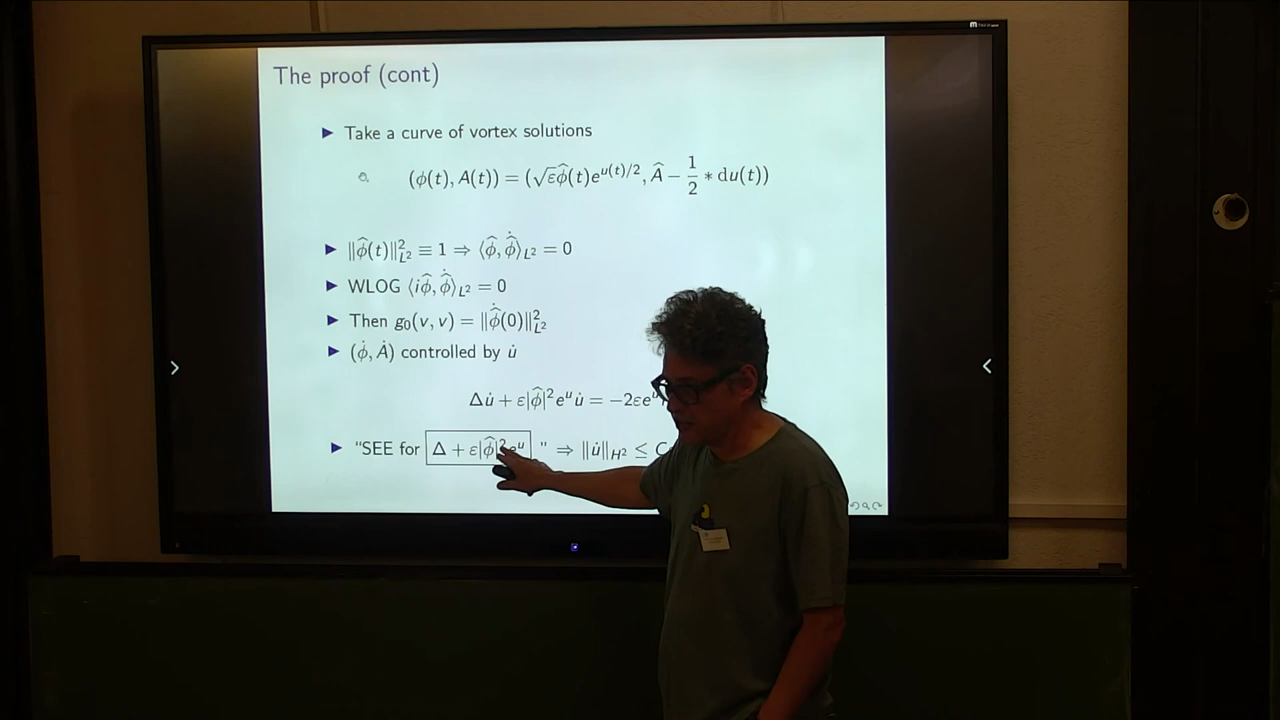 The proof (cont)
▶ Take a curve of vortex solutions
(ϕ(t), A(t)) = (√ε ϕ̂(t)e^{u(t)/2}, Â − 1/2 ∗ du(t))
▶ ‖ϕ̂(t)‖²_{L²} ≡ 1 ⇒ ⟨ϕ̂, ϕ̂̇⟩_{L²} = 0
▶ WLOG ⟨iϕ̂, ϕ̂̇⟩_{L²} = 0
▶ Then g₀(v, v) = ‖ϕ̂̇(0)‖²_{L²}
▶ (ϕ̇, Ȧ) controlled by u̇
Δu̇ + ε|ϕ̂|²e^u u̇ = −2εe^u
▶ "SEE for Δ + ε|ϕ̂|²e^u " ⇒ ‖u̇‖_{H²} ≤ C